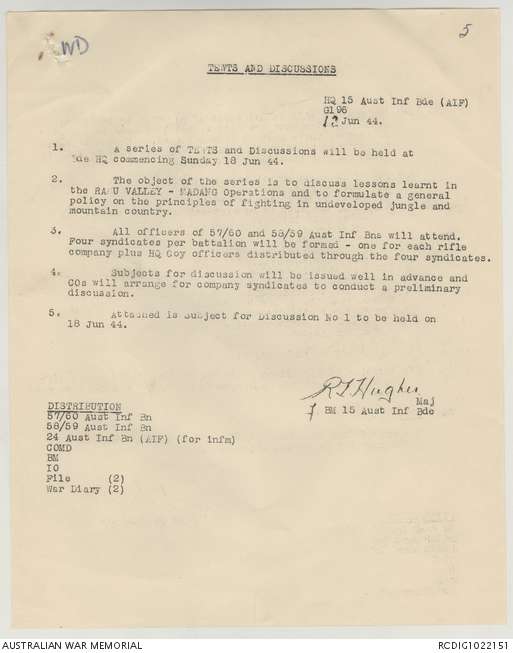 WD
5
TEWTS AND DISCUSSIONS
HQ 15 Aust Inf Bde (AIF)
G196
12 Jun 44.
1. A series of TEWTS and Discussions will be held at
Bde HQ commencing Sunday 18 Jun 44.
2. The object of the series is to discuss lessons learnt in
the RAMU VALLEY - MADANG Operations and to formulate a general
policy on the principles of fighting in undeveloped jungle and
mountain country.
3. All officers of 57/60 and 58/59 Aust Inf Bns will attend.
Four syndicates per battalion will be formed - one for each rifle
company plus HQ Coy officers distributed through the four syndicates.
4. Subjects for discussion will be issued well in advance and
COs will arrange for company syndicates to conduct a preliminary
discussion.
5. Attached is Subject for Discussion No 1 to be held on
18 Jun 44.
Maj
BM 15 Aust Inf Bde
DISTRIBUTION
57/60 Aust Inf Bn
58/59 Aust Inf Bn
24 Aust Inf Bn (AIF) (for infm)
COMD
BM
IO
File (2)
War Diary (2)
AUSTRALIAN WAR MEMORIAL
RCDIG1022151